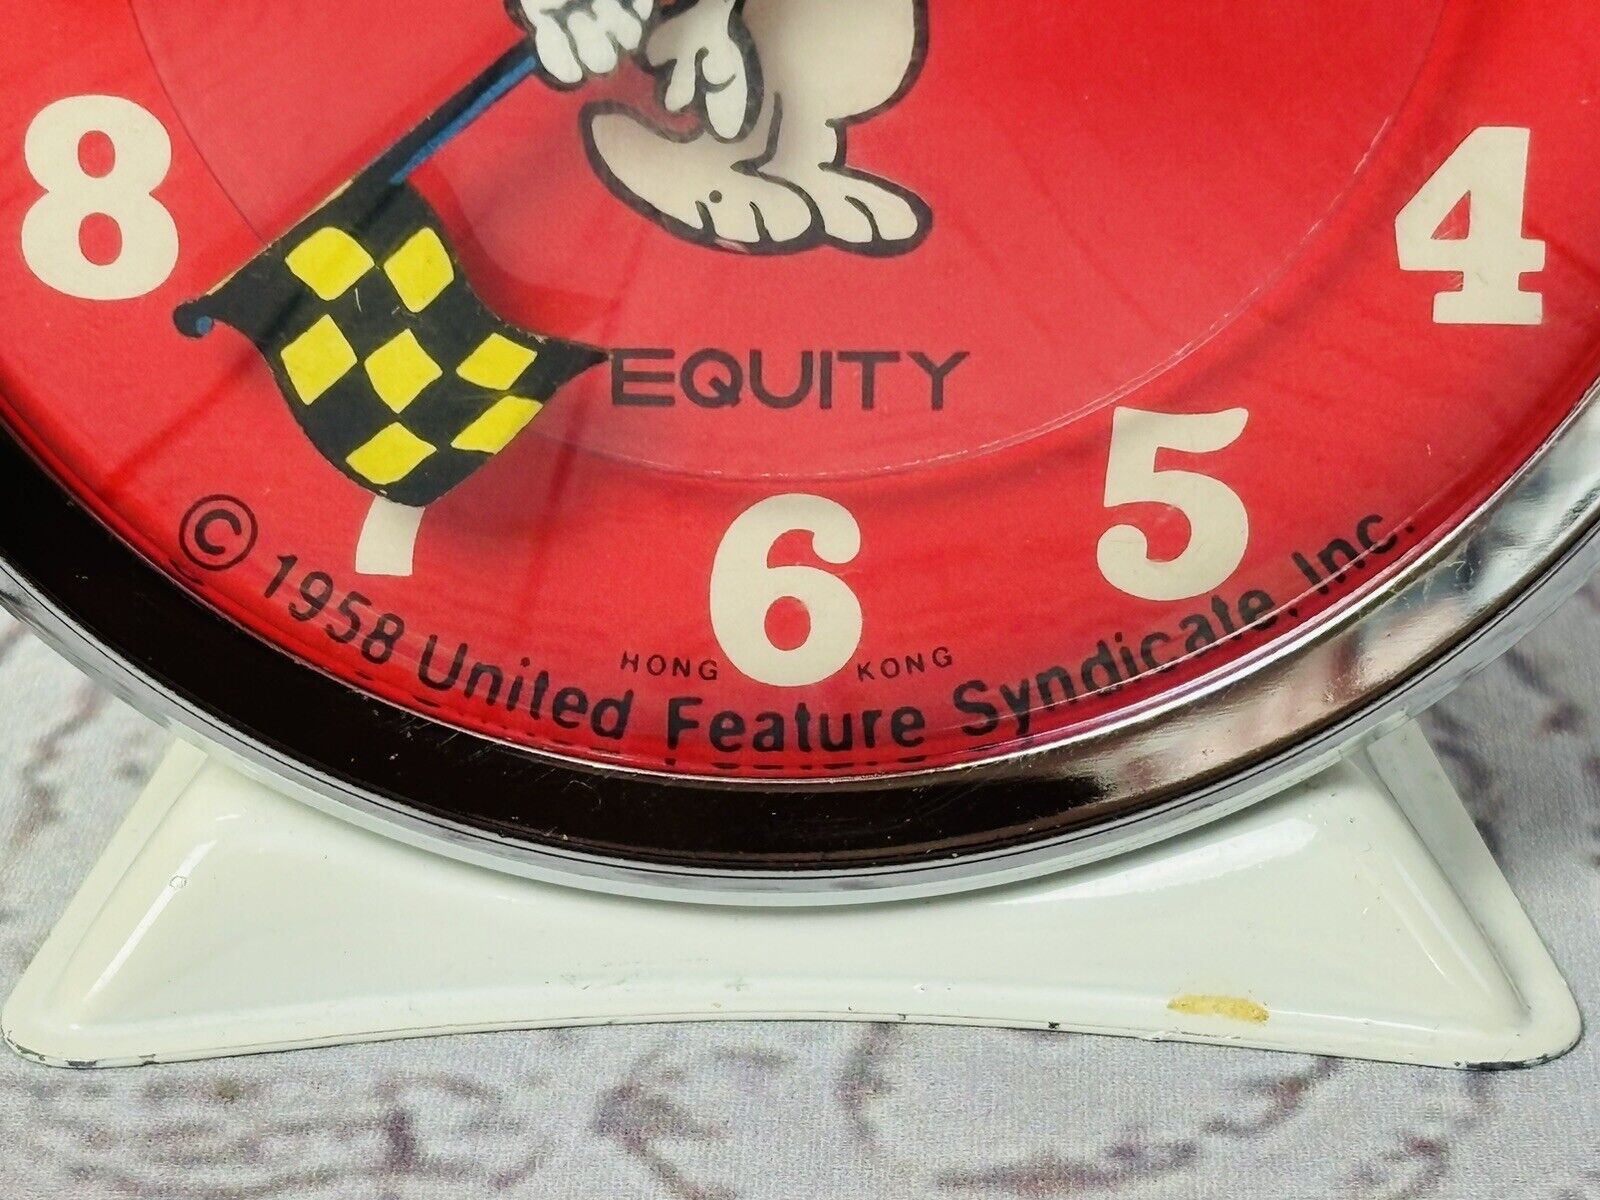 8
4
EQUITY
7
6
5
HONG KONG
© 1958 United Feature Syndicate, Inc.